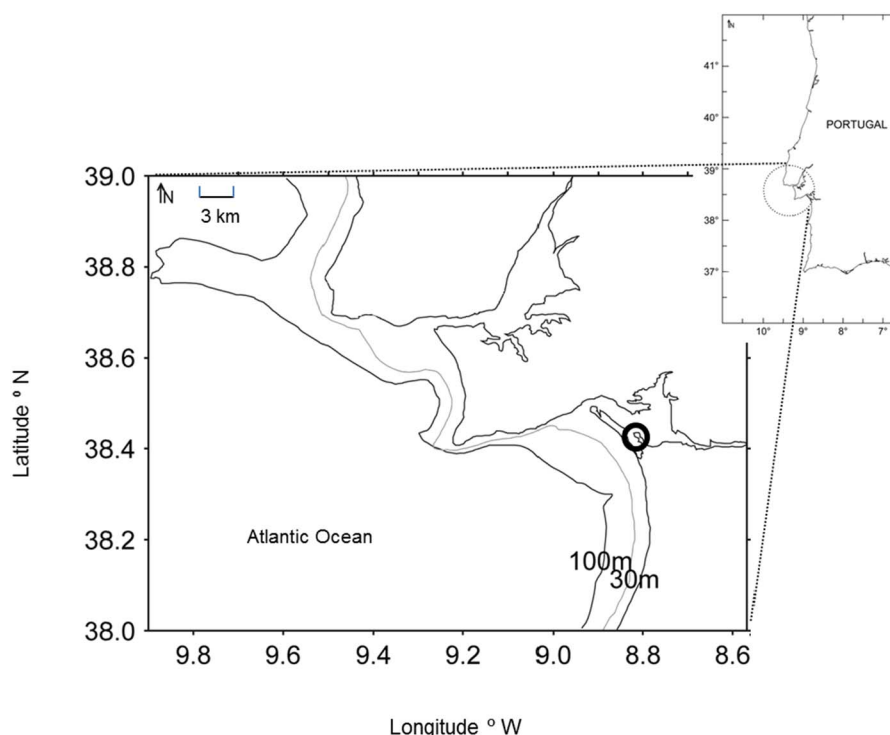 N
41°
40°
PORTUGAL
39°
38°
37°
10° 9° 8° 7°
39.0
N
3 km
38.8
38.6
38.4
38.2
38.0
Latitude º N
Atlantic Ocean
100m
30m
9.8 9.6 9.4 9.2 9.0 8.8 8.6
Longitude º W